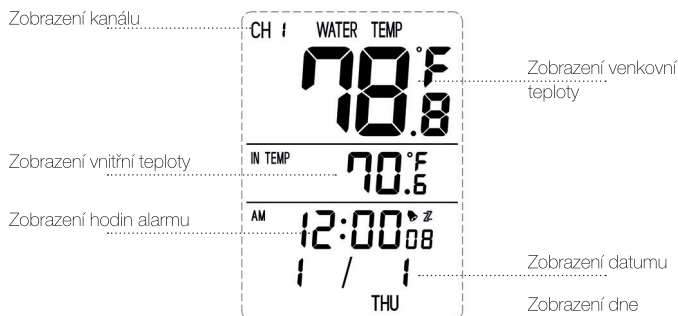 Zobrazení kanálu
CH 1 WATER TEMP
78.8 °F
Zobrazení venkovní
teploty
IN TEMP
70.6 °F
Zobrazení vnitřní teploty
AM
12:00 08
Zobrazení hodin alarmu
1 / 1
Zobrazení datumu
THU
Zobrazení dne